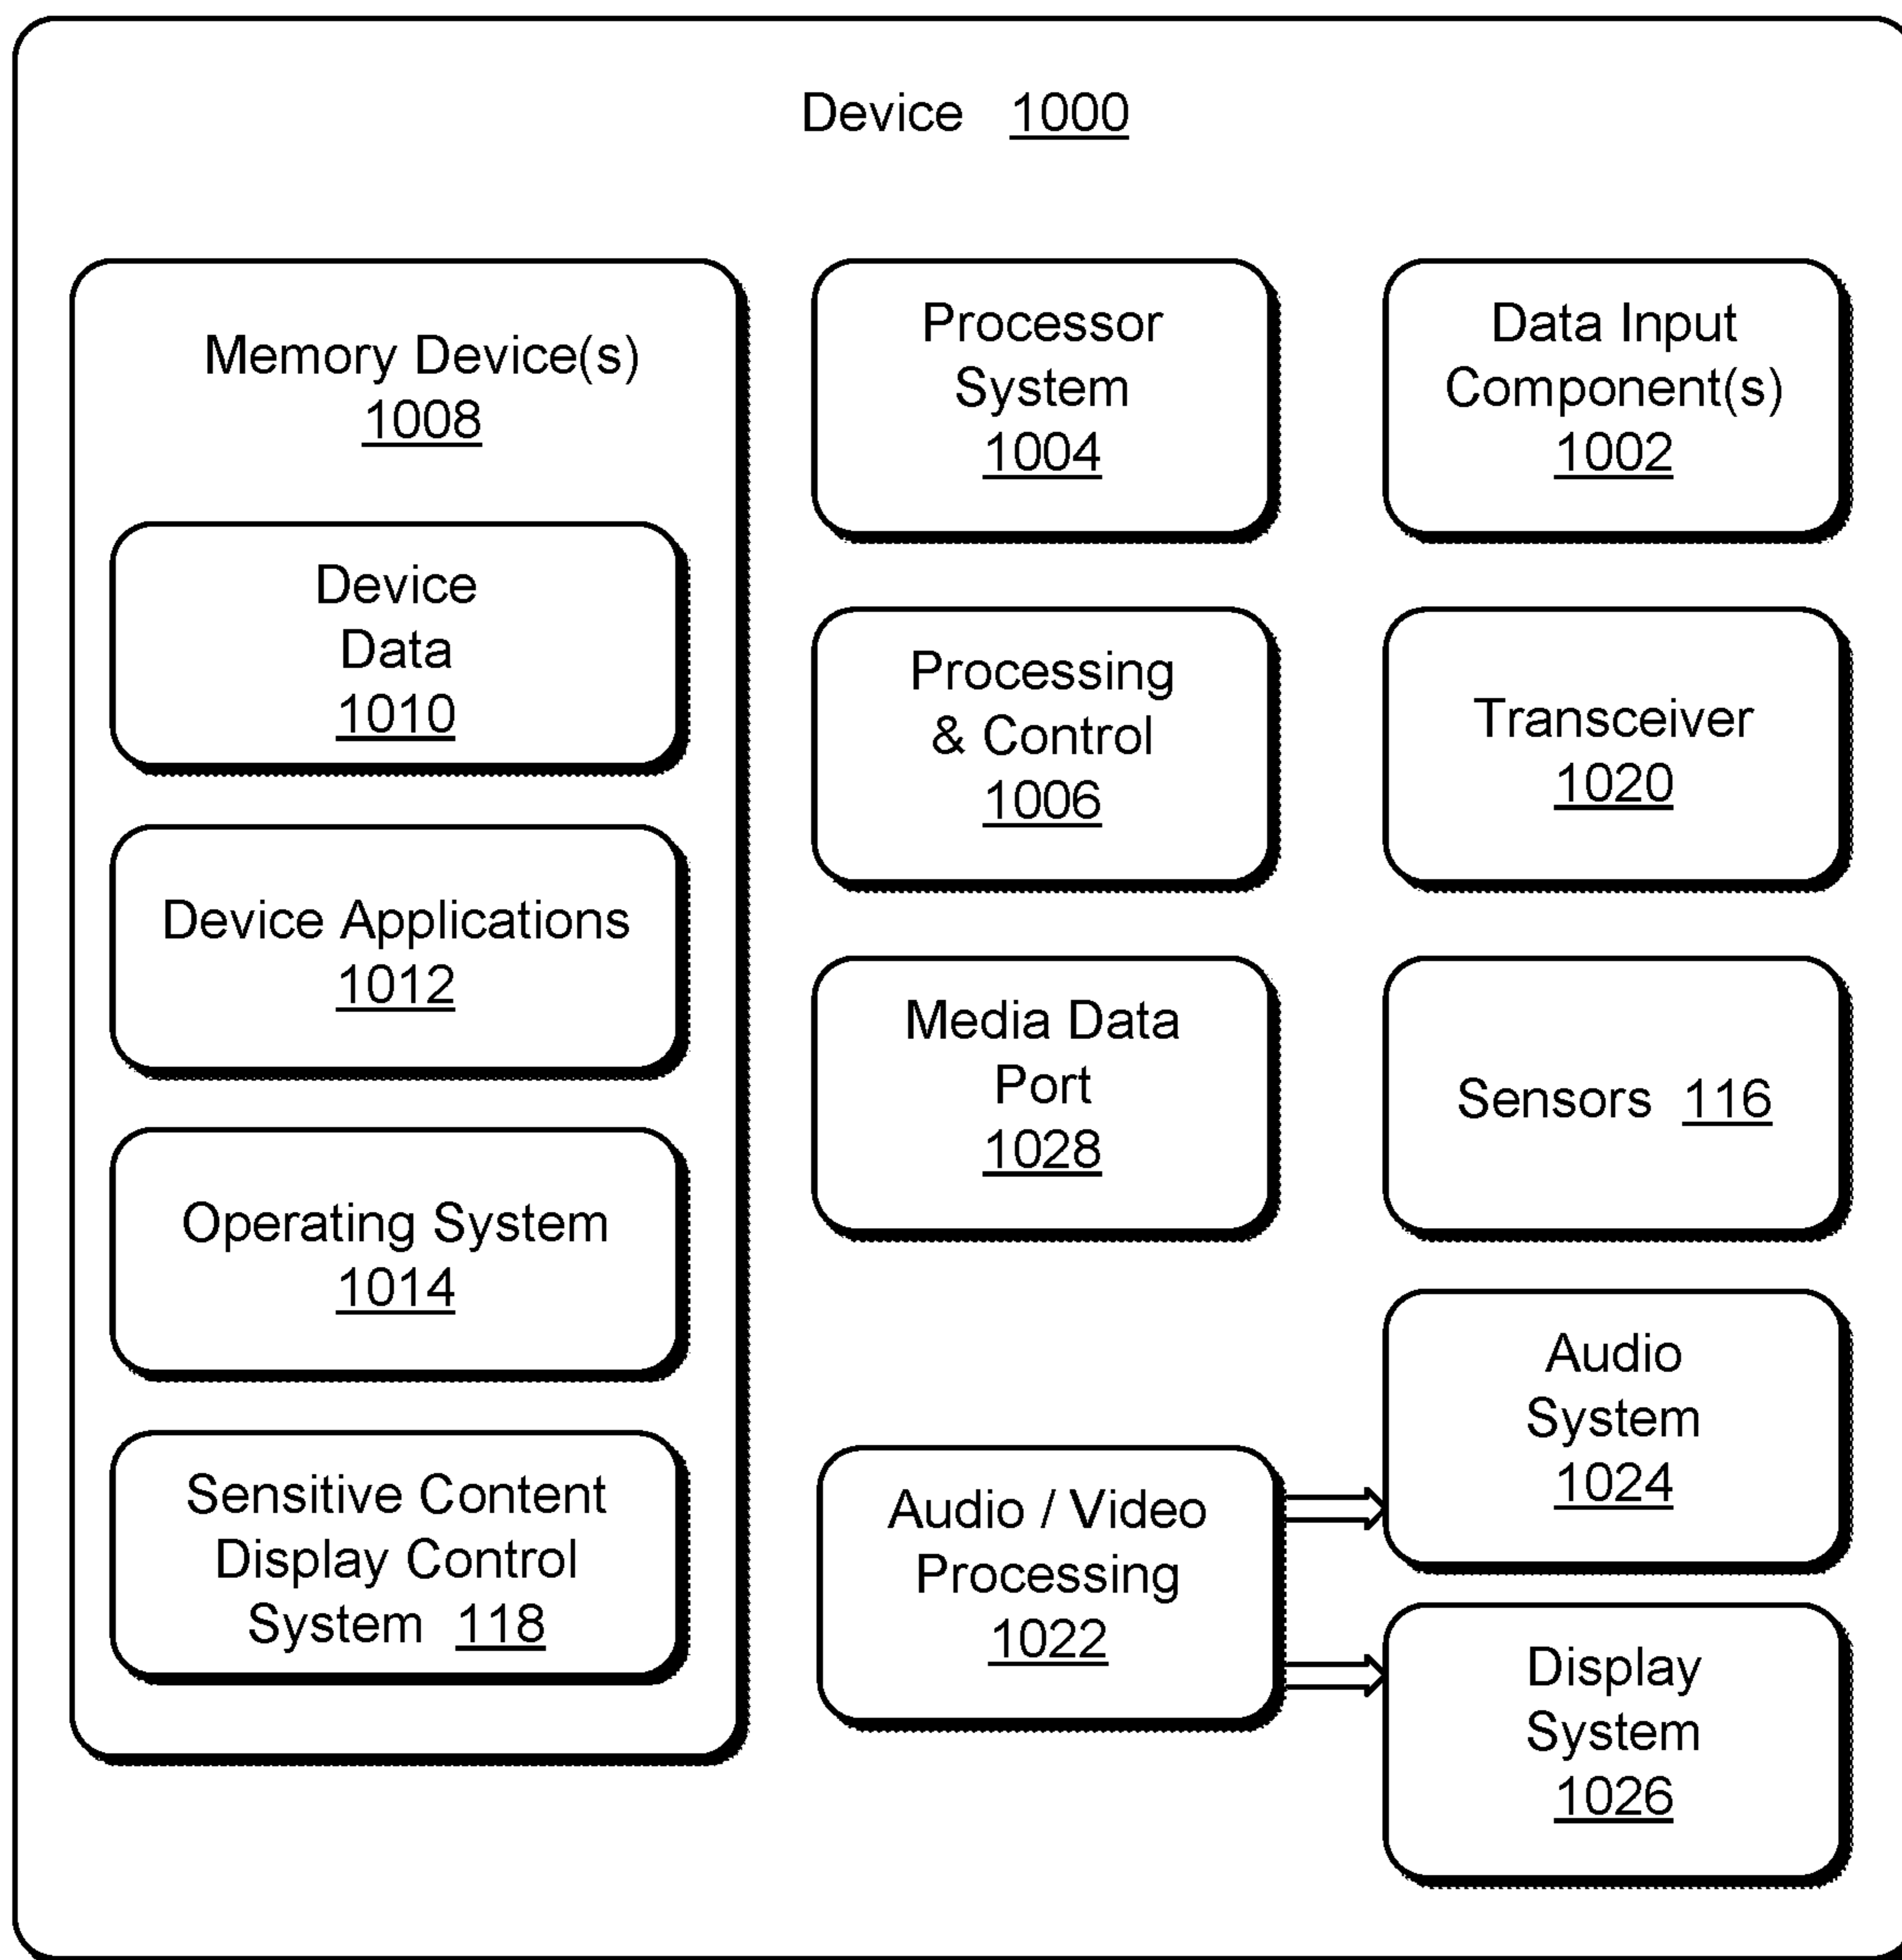 Device 1000
Memory Device(s)
1008
Device
Data
1010
Device Applications
1012
Operating System
1014
Sensitive Content
Display Control
System 118
Processor
System
1004
Processing
& Control
1006
Media Data
Port
1028
Audio / Video
Processing
1022
Data Input
Component(s)
1002
Transceiver
1020
Sensors 116
Audio
System
1024
Display
System
1026